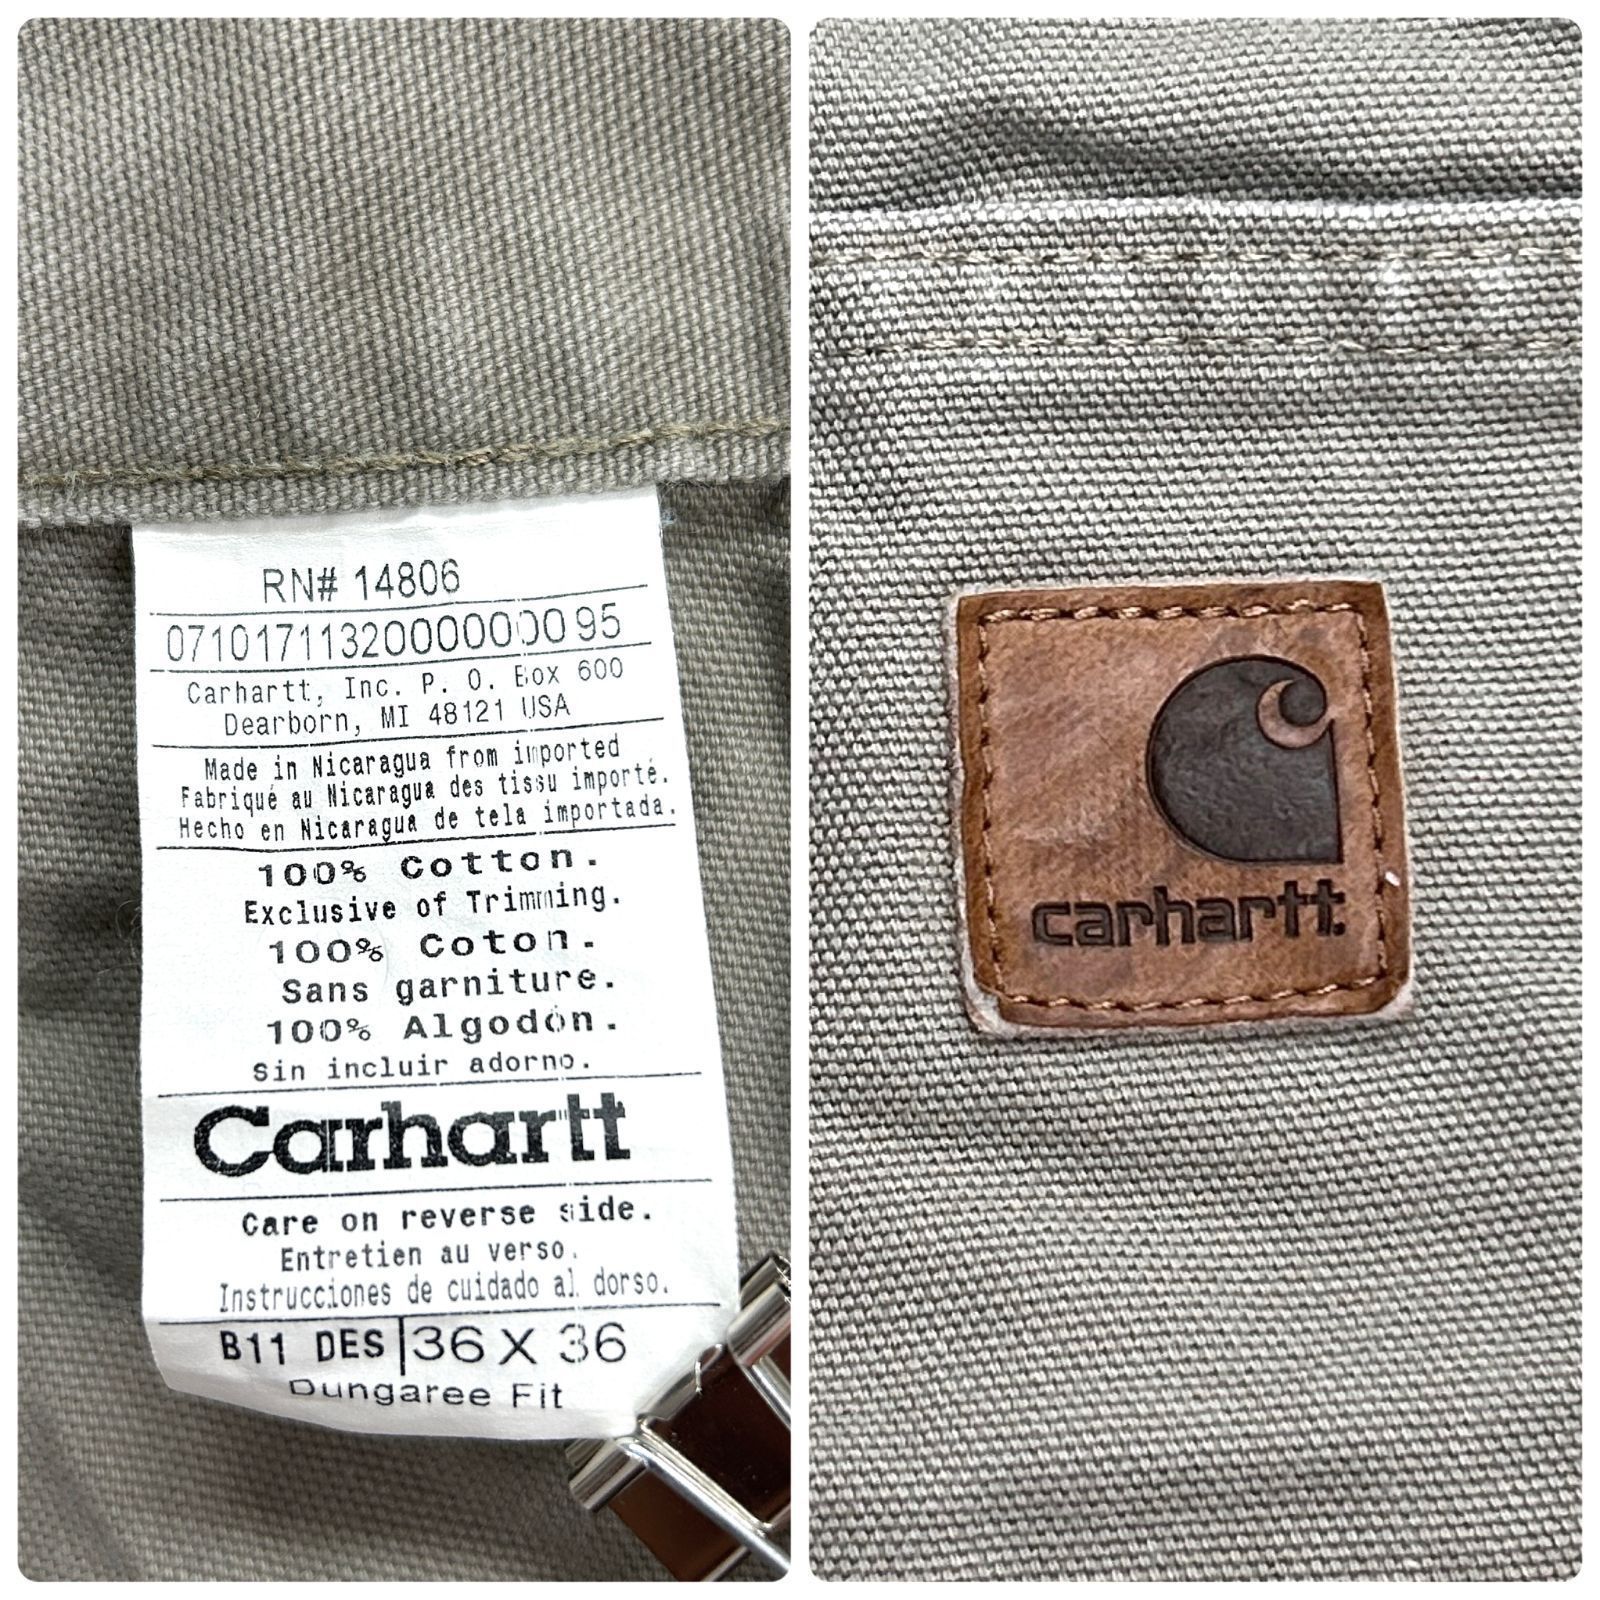 RN# 14806
07101711320000000095
Carhartt, Inc. P. O. Box 600
Dearborn, MI 48121 USA
Made in Nicaragua from imported
Fabriqué au Nicaragua des tissu importé.
Hecho en Nicaragua de tela importada.
100% Cotton.
Exclusive of Trimming.
100% Coton.
Sans garniture.
100% Algodón.
Sin incluir adorno.
Carhartt
Care on reverse side.
Entretien au verso.
Instrucciones de cuidado al dorso.
B11 DES 36 X 36
Dungaree Fit
carhartt